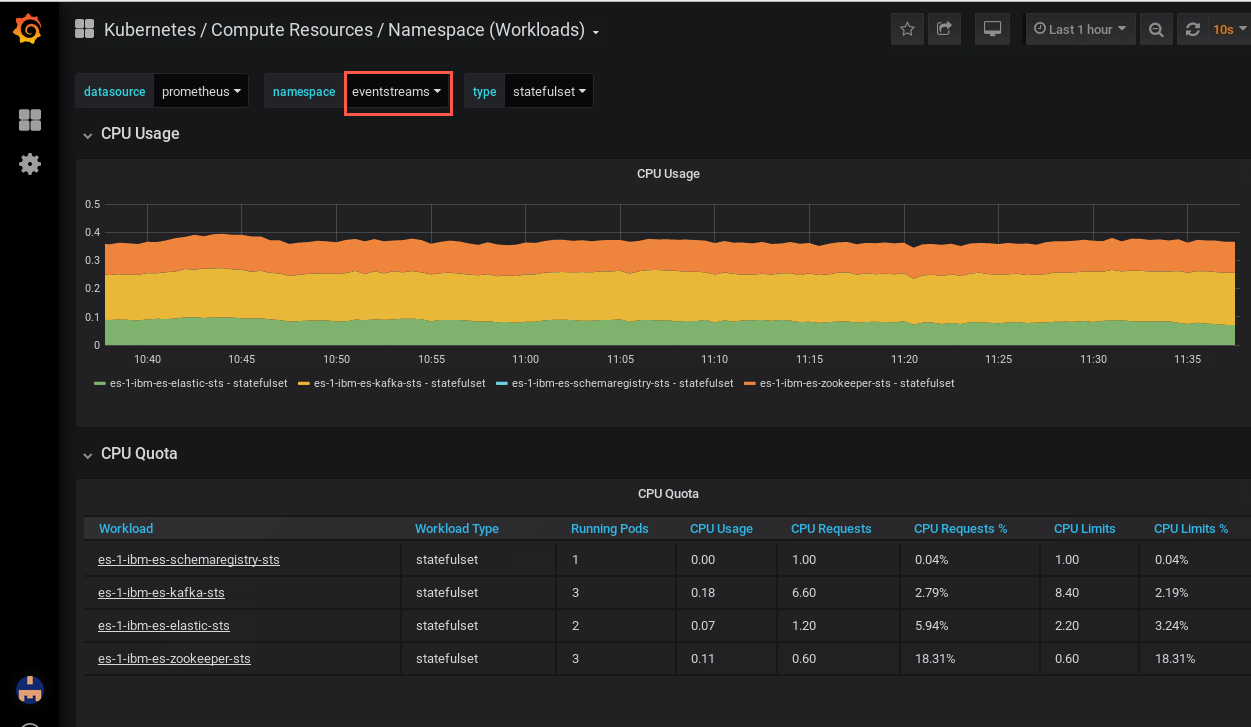 Kubernetes / Compute Resources / Namespace (Workloads)
Last 1 hour
10s
datasource prometheus namespace eventstreams type statefulset
CPU Usage
CPU Usage
0.5
0.4
0.3
0.2
0.1
0
10:40 10:45 10:50 10:55 11:00 11:05 11:10 11:15 11:20 11:25 11:30 11:35
es-1-ibm-es-elastic-sts - statefulset es-1-ibm-es-kafka-sts - statefulset es-1-ibm-es-schemaregistry-sts - statefulset es-1-ibm-es-zookeeper-sts - statefulset
CPU Quota
CPU Quota
Workload Workload Type Running Pods CPU Usage CPU Requests CPU Requests % CPU Limits CPU Limits %
es-1-ibm-es-schemaregistry-sts statefulset 1 0.00 1.00 0.04% 1.00 0.04%
es-1-ibm-es-kafka-sts statefulset 3 0.18 6.60 2.79% 8.40 2.19%
es-1-ibm-es-elastic-sts statefulset 2 0.07 1.20 5.94% 2.20 3.24%
es-1-ibm-es-zookeeper-sts statefulset 3 0.11 0.60 18.31% 0.60 18.31%